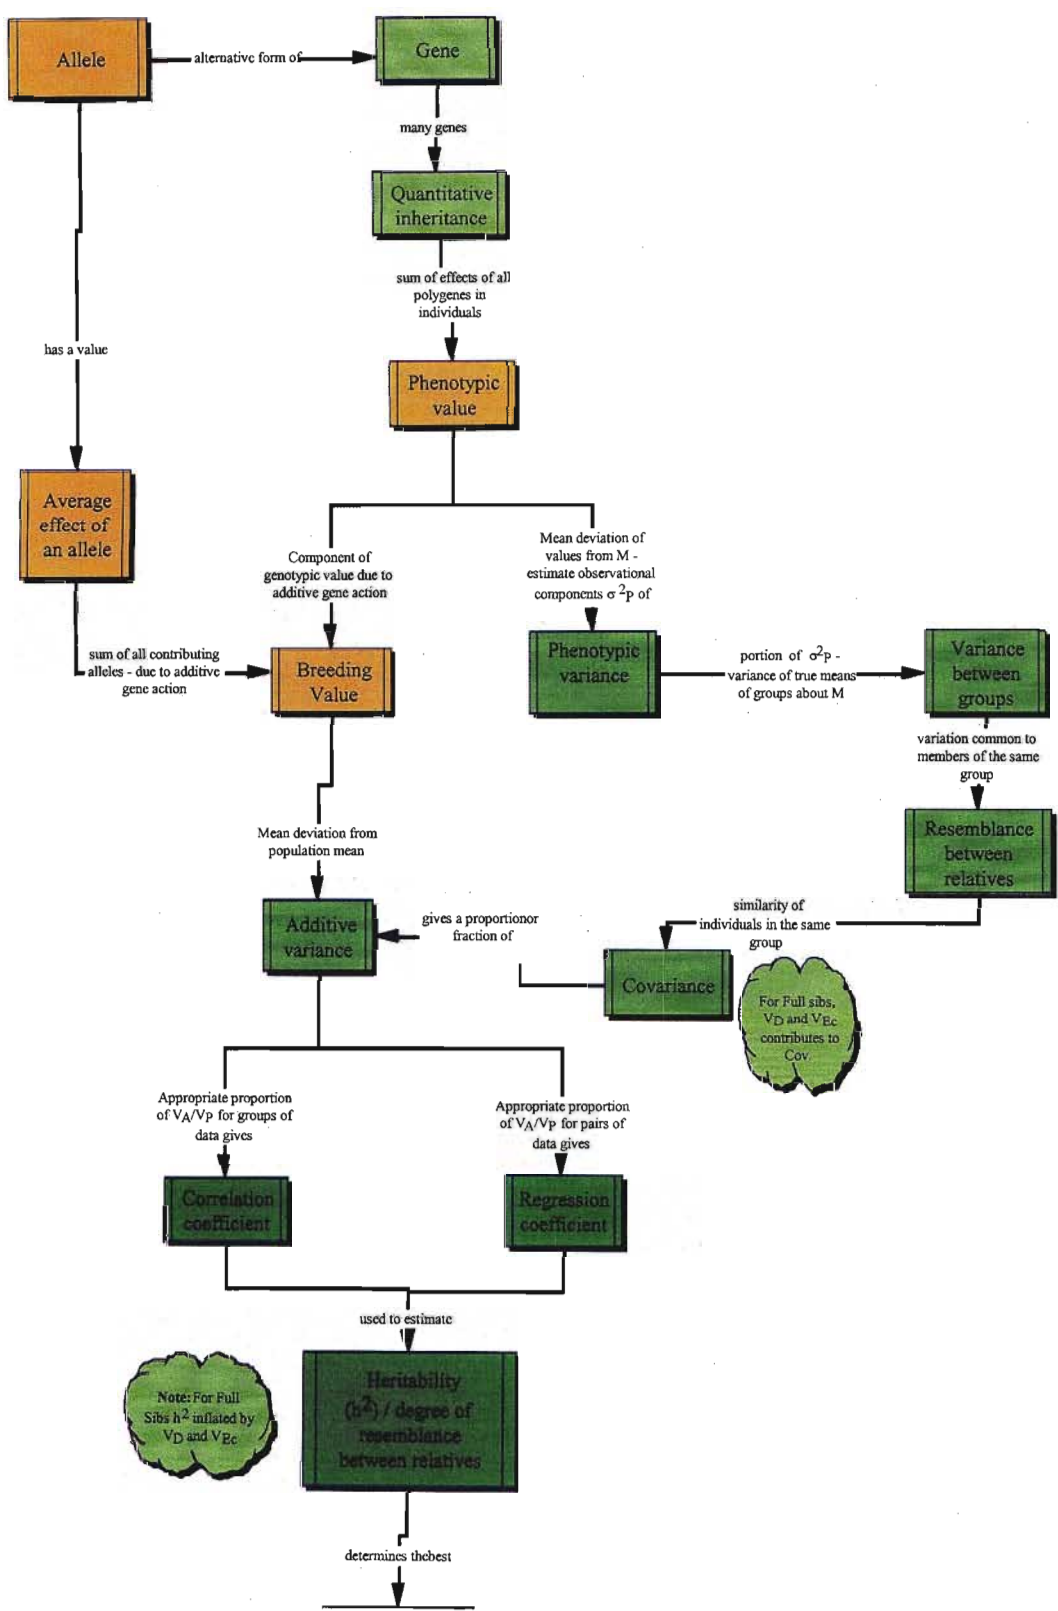 Allele
alternative form of
Gene
many genes
Quantitative
inheritance
sum of effects of all
polygenes in
individuals
has a value
Phenotypic
value
Average
effect of
an allele
Component of
genotypic value due to
additive gene action
Mean deviation of
values from M -
estimate observational
components σ ²P of
sum of all contributing
alleles - due to additive
gene action
Breeding
Value
Phenotypic
variance
portion of σ²P -
variance of true means
of groups about M
Variance
between
groups
variation common to
members of the same
group
Mean deviation from
population mean
Resemblance
between
relatives
Additive
variance
gives a proportionor
fraction of
similarity of
individuals in the same
group
Covariance
For Full sibs,
VD and VEc
contributes to
Cov.
Appropriate proportion
of VA/VP for groups of
data gives
Appropriate proportion
of VA/VP for pairs of
data gives
Correlation
coefficient
Regression
coefficient
used to estimate
Note: For Full
Sibs h² inflated by
VD and VEc
Heritability
(h²) / degree of
resemblance
between relatives
determines thebest